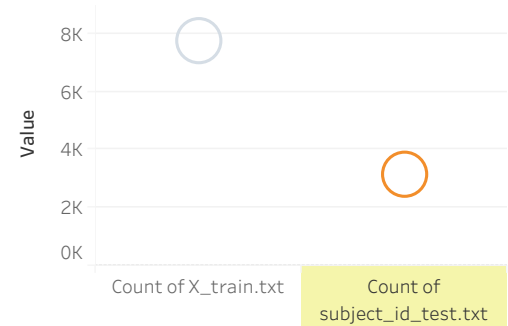 8K
6K
4K
2K
0K
Value
Count of X_train.txt
Count of
subject_id_test.txt